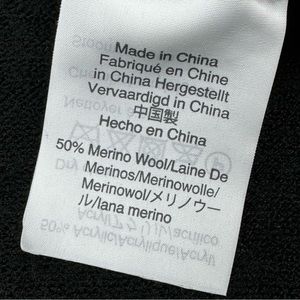 Made in China
Fabriqué en Chine
in China Hergestellt
Vervaardigd in China
中国製
Hecho en China
50% Merino Wool/Laine De
Merinos/Merinowolle/
Merinowol/メリノウー
ル/lana merino